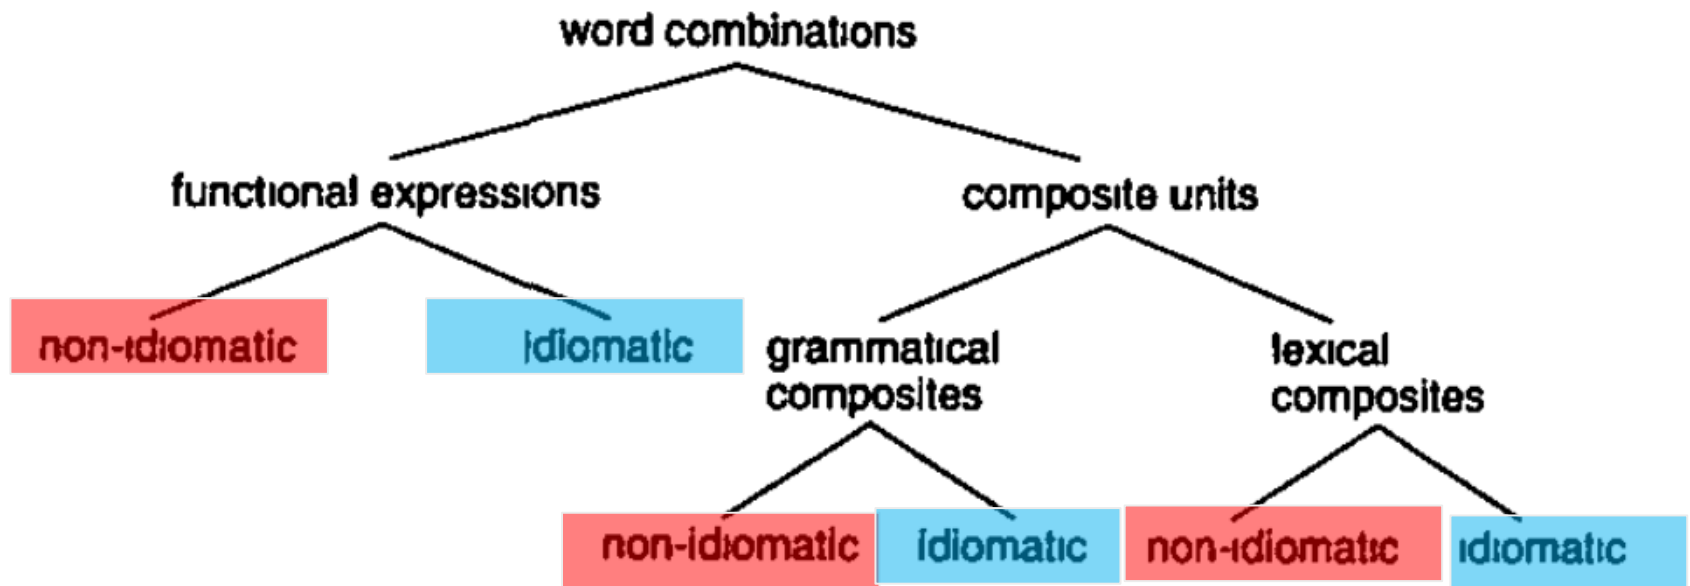 word combinations
functional expressions
composite units
non-idiomatic
idiomatic
grammatical
composites
lexical
composites
non-idiomatic
idiomatic
non-idiomatic
idiomatic